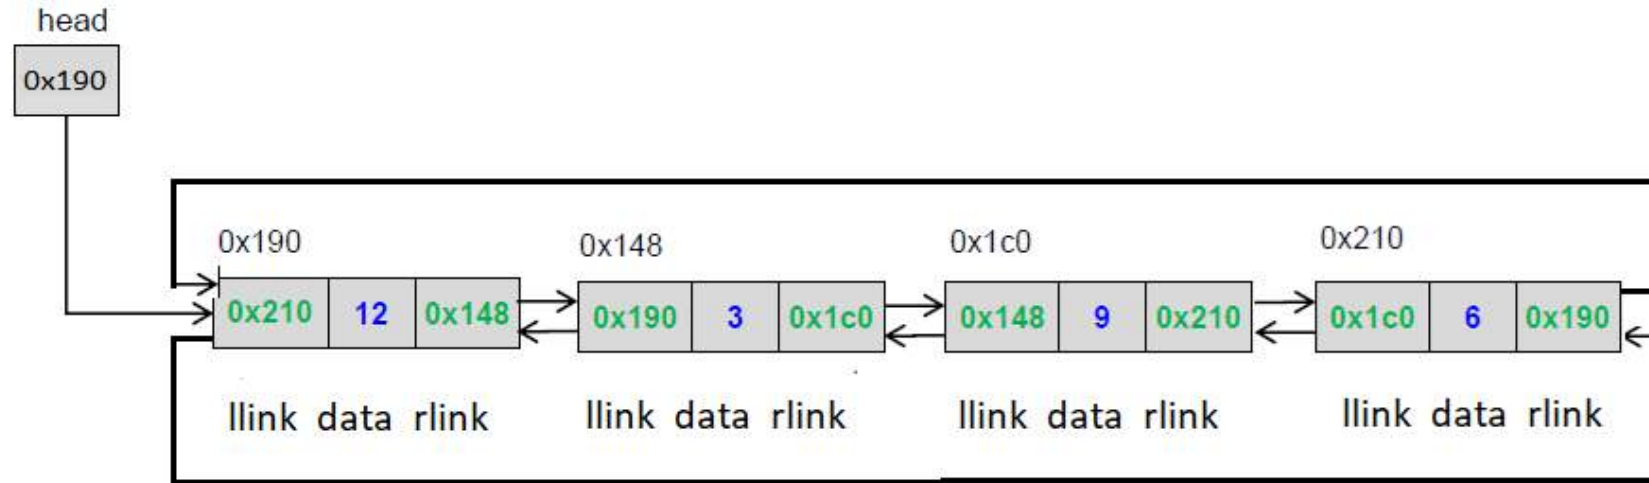 head
0x190
0x190 0x148 0x1c0 0x210
0x210 12 0x148 0x190 3 0x1c0 0x148 9 0x210 0x1c0 6 0x190
llink data rlink llink data rlink llink data rlink llink data rlink